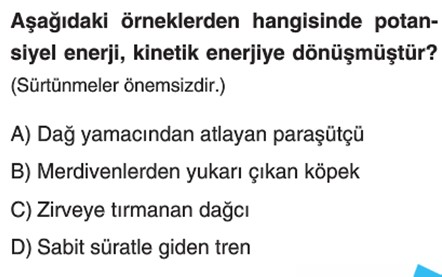 Aşağıdaki örneklerden hangisinde potan-
siyel enerji, kinetik enerjiye dönüşmüştür?
(Sürtünmeler önemsizdir.)
A) Dağ yamacından atlayan paraşütçü
B) Merdivenlerden yukarı çıkan köpek
C) Zirveye tırmanan dağcı
D) Sabit süratle giden tren